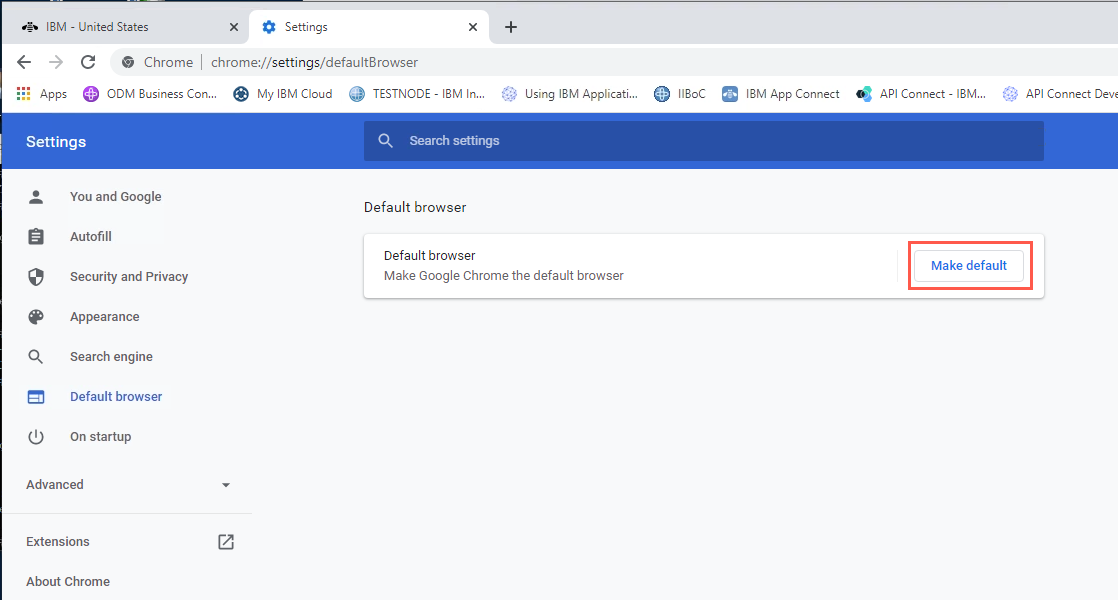 IBM - United States
Settings
Chrome chrome://settings/defaultBrowser
Apps ODM Business Con... My IBM Cloud TESTNODE - IBM In... Using IBM Applicati... IIBoC IBM App Connect API Connect - IBM... API Connect Deve
Settings
Search settings
You and Google
Autofill
Security and Privacy
Appearance
Search engine
Default browser
On startup
Advanced
Extensions
About Chrome
Default browser
Default browser
Make Google Chrome the default browser
Make default